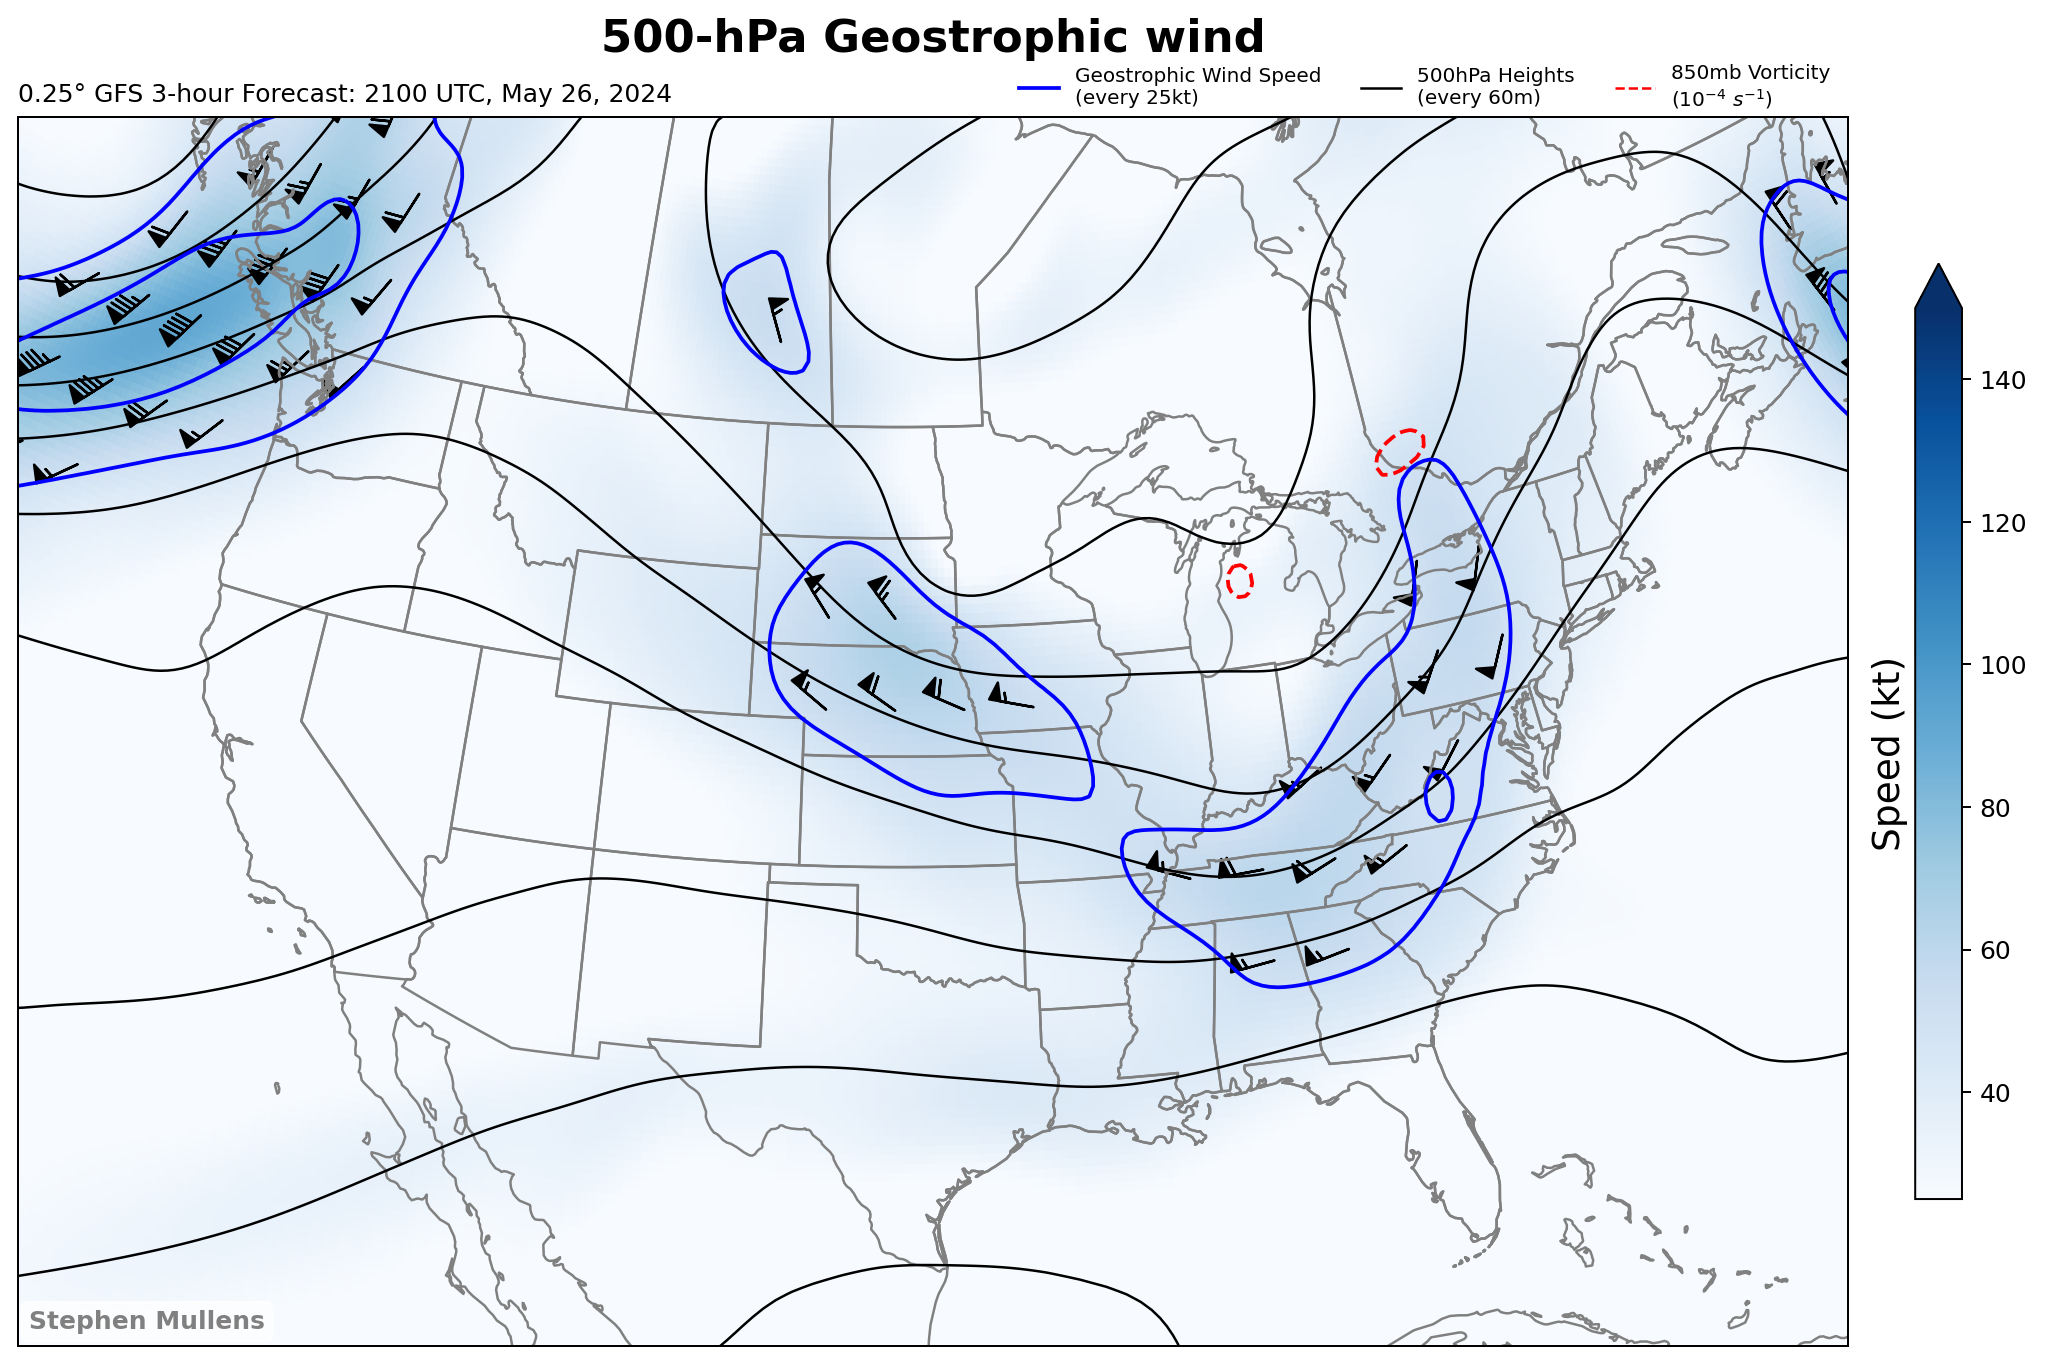 500-hPa Geostrophic wind
0.25° GFS 3-hour Forecast: 2100 UTC, May 26, 2024
Geostrophic Wind Speed
(every 25kt)
500hPa Heights
(every 60m)
850mb Vorticity
(10⁻⁴ s⁻¹)
140
120
100
80
60
40
Speed (kt)
Stephen Mullens